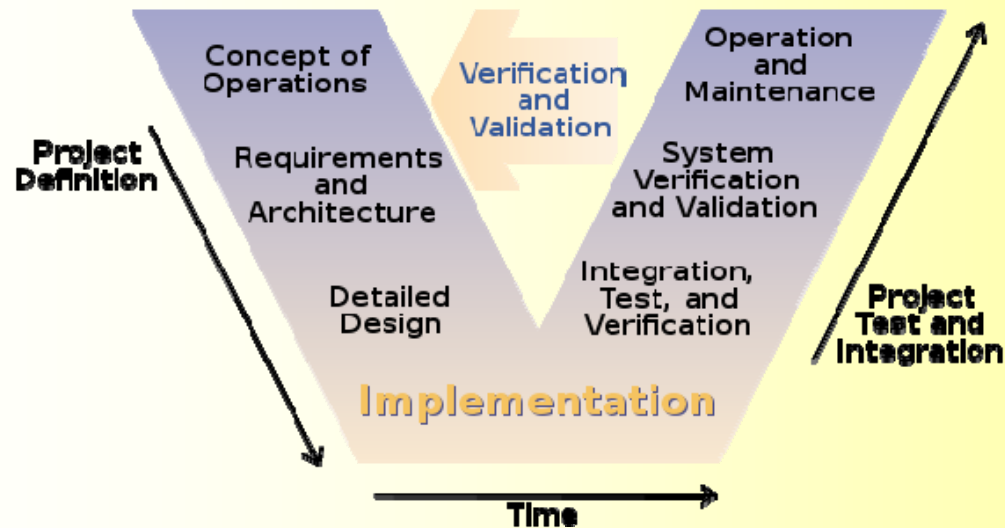 Concept of
Operations
Verification
and
Validation
Operation
and
Maintenance
Project
Definition
Requirements
and
Architecture
System
Verification
and Validation
Detailed
Design
Integration,
Test, and
Verification
Project
Test and
Integration
Implementation
Time